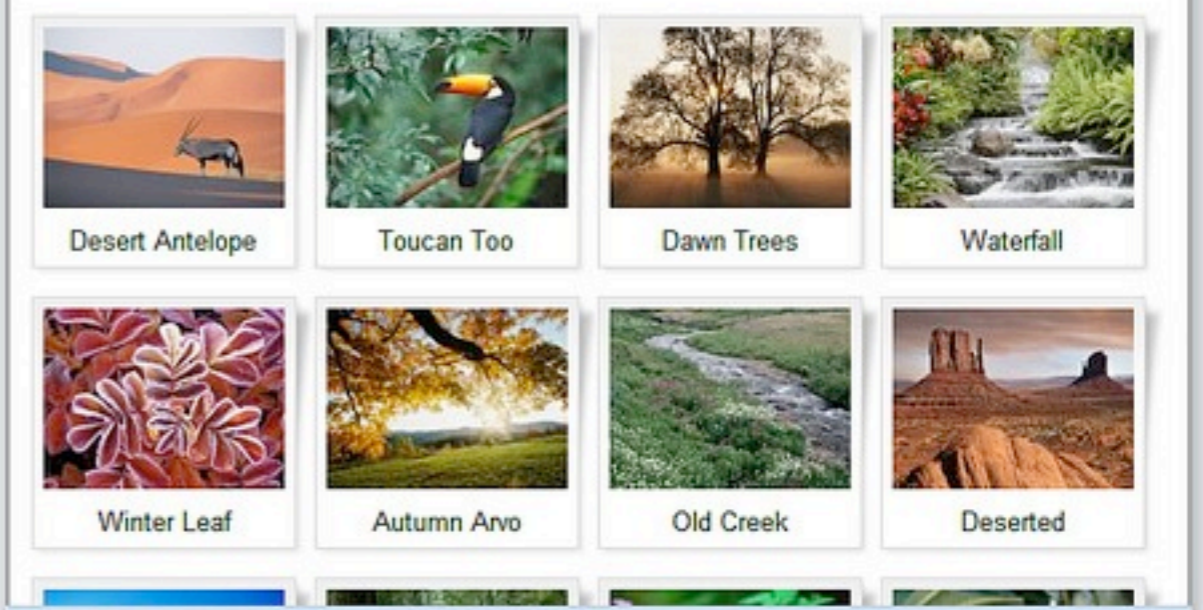 Desert Antelope
Toucan Too
Dawn Trees
Waterfall
Winter Leaf
Autumn Arvo
Old Creek
Deserted